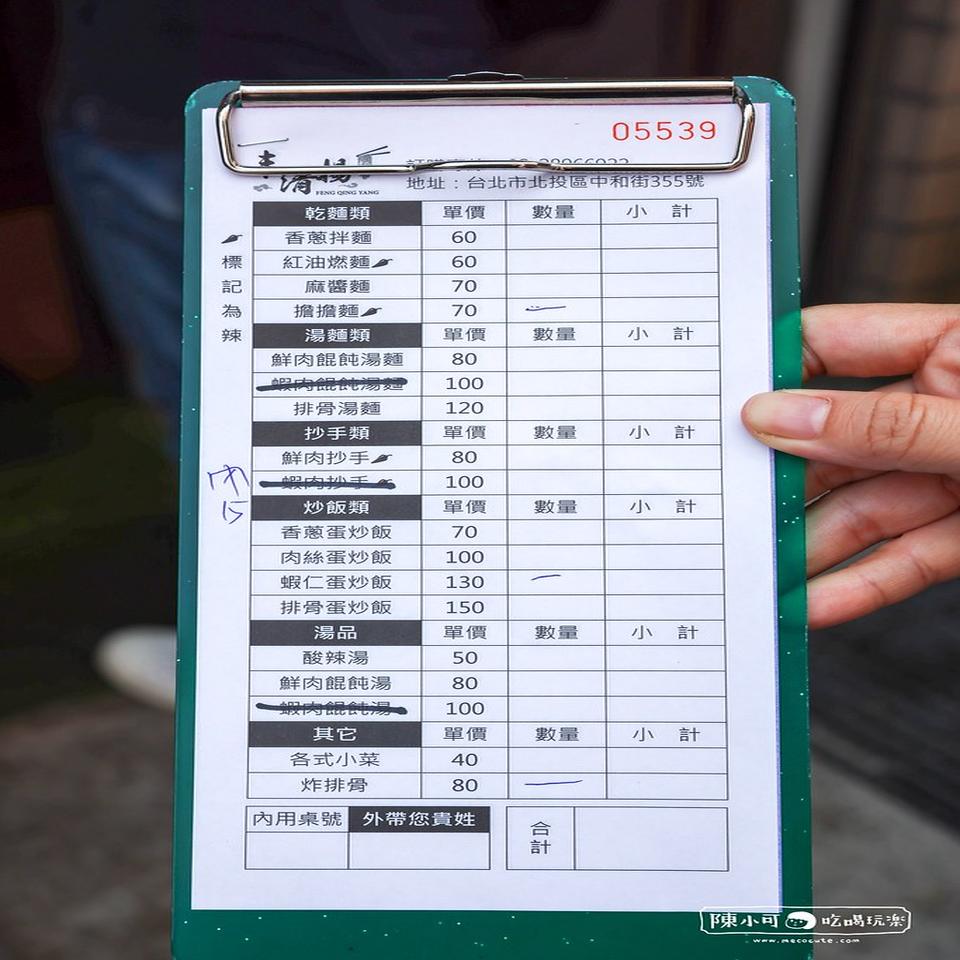 05539
清揚
FENG QING YANG
地址：台北市北投區中和街355號
乾麵類 單價 數量 小 計
香蔥拌麵 60
紅油燃麵 60
麻醬麵 70
擔擔麵 70
標記為辣
湯麵類 單價 數量 小 計
鮮肉餛飩湯麵 80
蝦肉餛飩湯麵 100
排骨湯麵 120
抄手類 單價 數量 小 計
鮮肉抄手 80
蝦肉抄手 100
內
炒飯類 單價 數量 小 計
香蔥蛋炒飯 70
肉絲蛋炒飯 100
蝦仁蛋炒飯 130 一
排骨蛋炒飯 150
湯品 單價 數量 小 計
酸辣湯 50
鮮肉餛飩湯 80
蝦肉餛飩湯 100
其它 單價 數量 小 計
各式小菜 40
炸排骨 80 一
內用桌號 外帶您貴姓 合計
陳小可 吃喝玩樂
www.mecocute.com